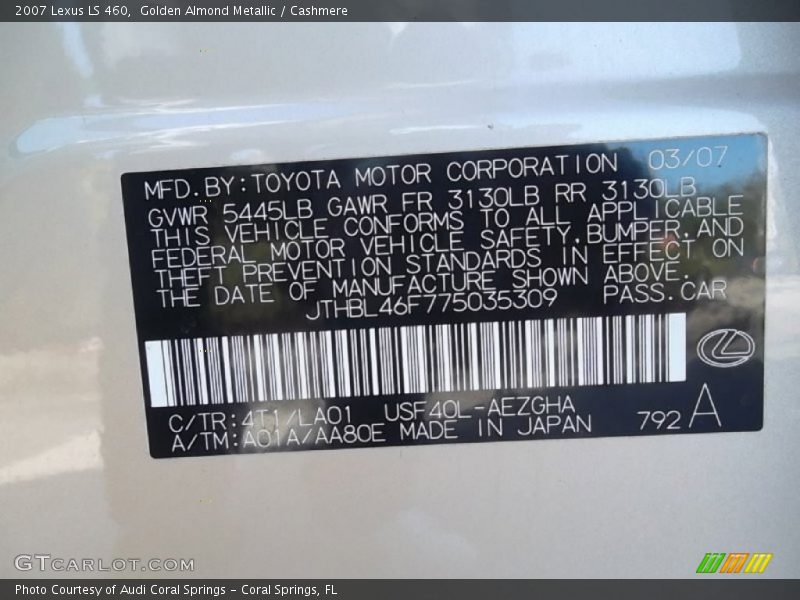 2007 Lexus LS 460,  Golden Almond Metallic / Cashmere
MFD.BY:TOYOTA MOTOR CORPORATION 03/07
GVWR 5445LB GAWR FR 3130LB RR 3130LB
THIS VEHICLE CONFORMS TO ALL APPLICABLE
FEDERAL MOTOR VEHICLE SAFETY,BUMPER,AND
THEFT PREVENTION STANDARDS IN EFFECT ON
THE DATE OF MANUFACTURE SHOWN ABOVE.
JTHBL46F775035309 PASS.CAR
C/TR:4T1/LA01 USF40L-AEZGHA
A/TM:A01A/AA80E MADE IN JAPAN 792 A
GTCARLOT.COM
Photo Courtesy of Audi Coral Springs - Coral Springs, FL